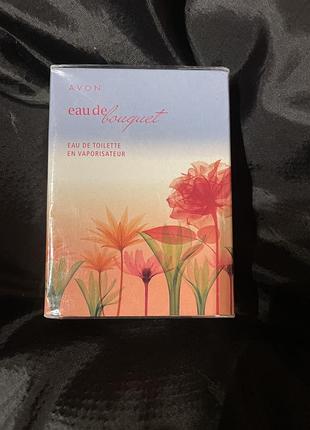 AVON
eau de bouquet
EAU DE TOILETTE
EN VAPORISATEUR